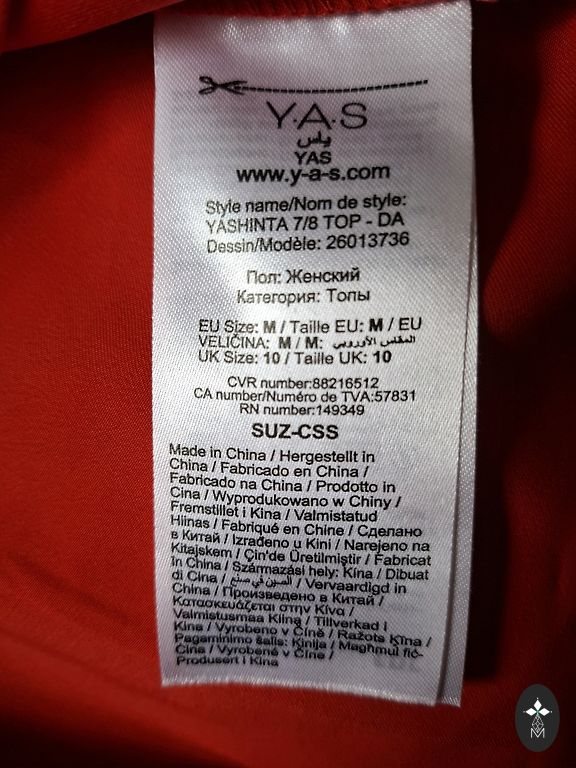 Y.A.S
ياس
YAS
www.y-a-s.com
Style name/Nom de style:
YASHINTA 7/8 TOP - DA
Dessin/Modèle: 26013736
Пол: Женский
Категория: Топы
EU Size: M / Taille EU: M / EU
VELIČINA: M / M: المقاس الأوروبي
UK Size: 10 / Taille UK: 10
CVR number:88216512
CA number/Numéro de TVA:57831
RN number:149349
SUZ-CSS
Made in China / Hergestellt in
China / Fabricado en China /
Fabricado na China / Prodotto in
Cina / Wyprodukowano w Chiny /
Fremstillet i Kina / Valmistatud
Hiinas / Fabriqué en Chine / Сделано
в Китай / Izrađeno u Kini / Narejeno na
Kitajskem / Çin'de Üretilmiştir / Fabricat
in China / Származási hely: Kína / Dibuat
di Cina / الصين في صنع / Vervaardigd in
China / Произведено в Китай /
Κατασκευάζεται στην Κίνα /
Valmistusmaa Kiina / Tillverkad i
Kina / Vyrobeno v Číně / Ražots Ķīna /
Pagaminimo šalis: Kinija / Magħmul fiċ-
Ċina / Vyrobené v Číne /
Produsert i Kina
M